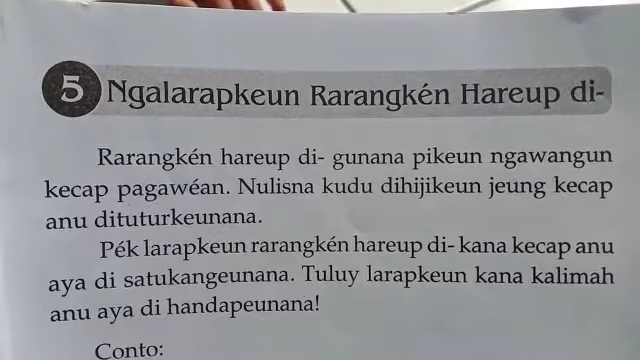 5 Ngalarapkeun Rarangkén Hareup di-
Rarangkén hareup di- gunana pikeun ngawangun
kecap pagawéan. Nulisna kudu dihijikeun jeung kecap
anu dituturkeunana.
Pék larapkeun rarangkén hareup di- kana kecap anu
aya di satukangeunana. Tuluy larapkeun kana kalimah
anu aya di handapeunana!
Conto: